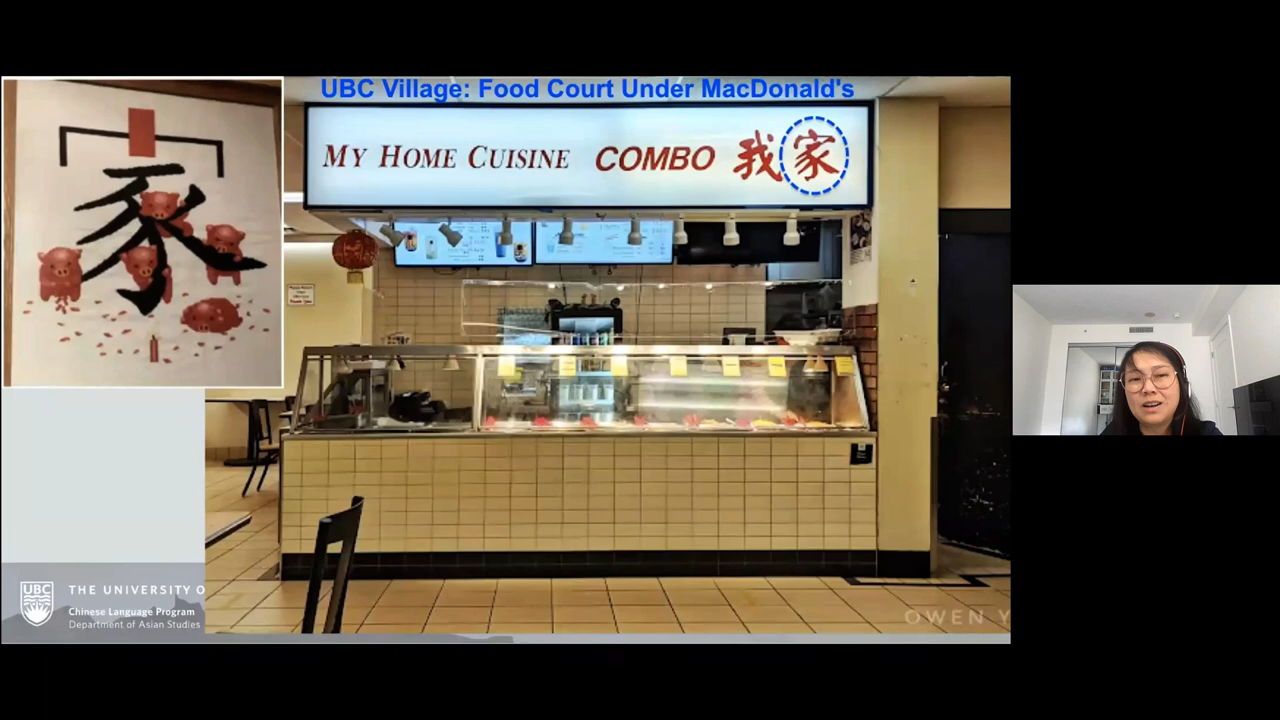 UBC Village: Food Court Under MacDonald's
MY HOME CUISINE COMBO 我家
家
UBC
THE UNIVERSITY O
Chinese Language Program
Department of Asian Studies
OWEN Y